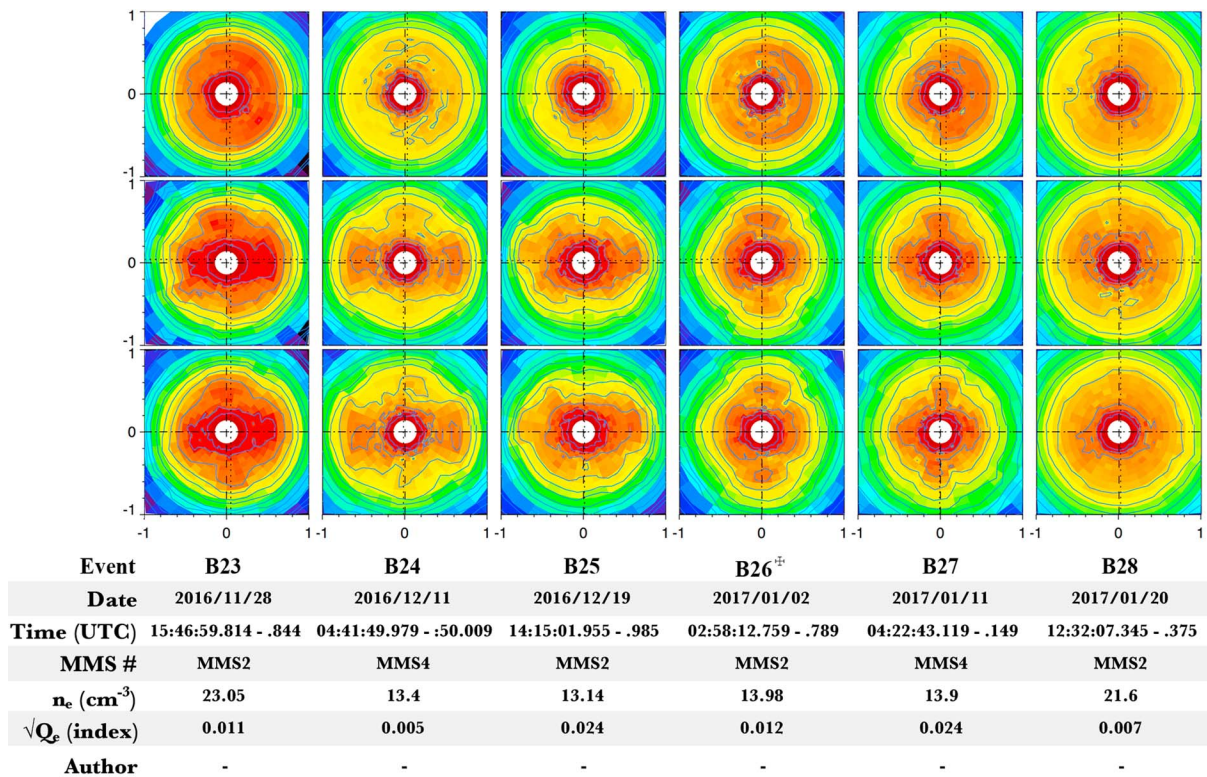 1
0
-1
1
0
-1
1
0
-1
-1 0 1 -1 0 1 -1 0 1 -1 0 1 -1 0 1 -1 0 1
Event B23 B24 B25 B26✠ B27 B28
Date 2016/11/28 2016/12/11 2016/12/19 2017/01/02 2017/01/11 2017/01/20
Time (UTC) 15:46:59.814 - .844 04:41:49.979 - :50.009 14:15:01.955 - .985 02:58:12.759 - .789 04:22:43.119 - .149 12:32:07.345 - .375
MMS # MMS2 MMS4 MMS2 MMS2 MMS4 MMS2
nₑ (cm⁻³) 23.05 13.4 13.14 13.98 13.9 21.6
√Qₑ (index) 0.011 0.005 0.024 0.012 0.024 0.007
Author - - - - - -